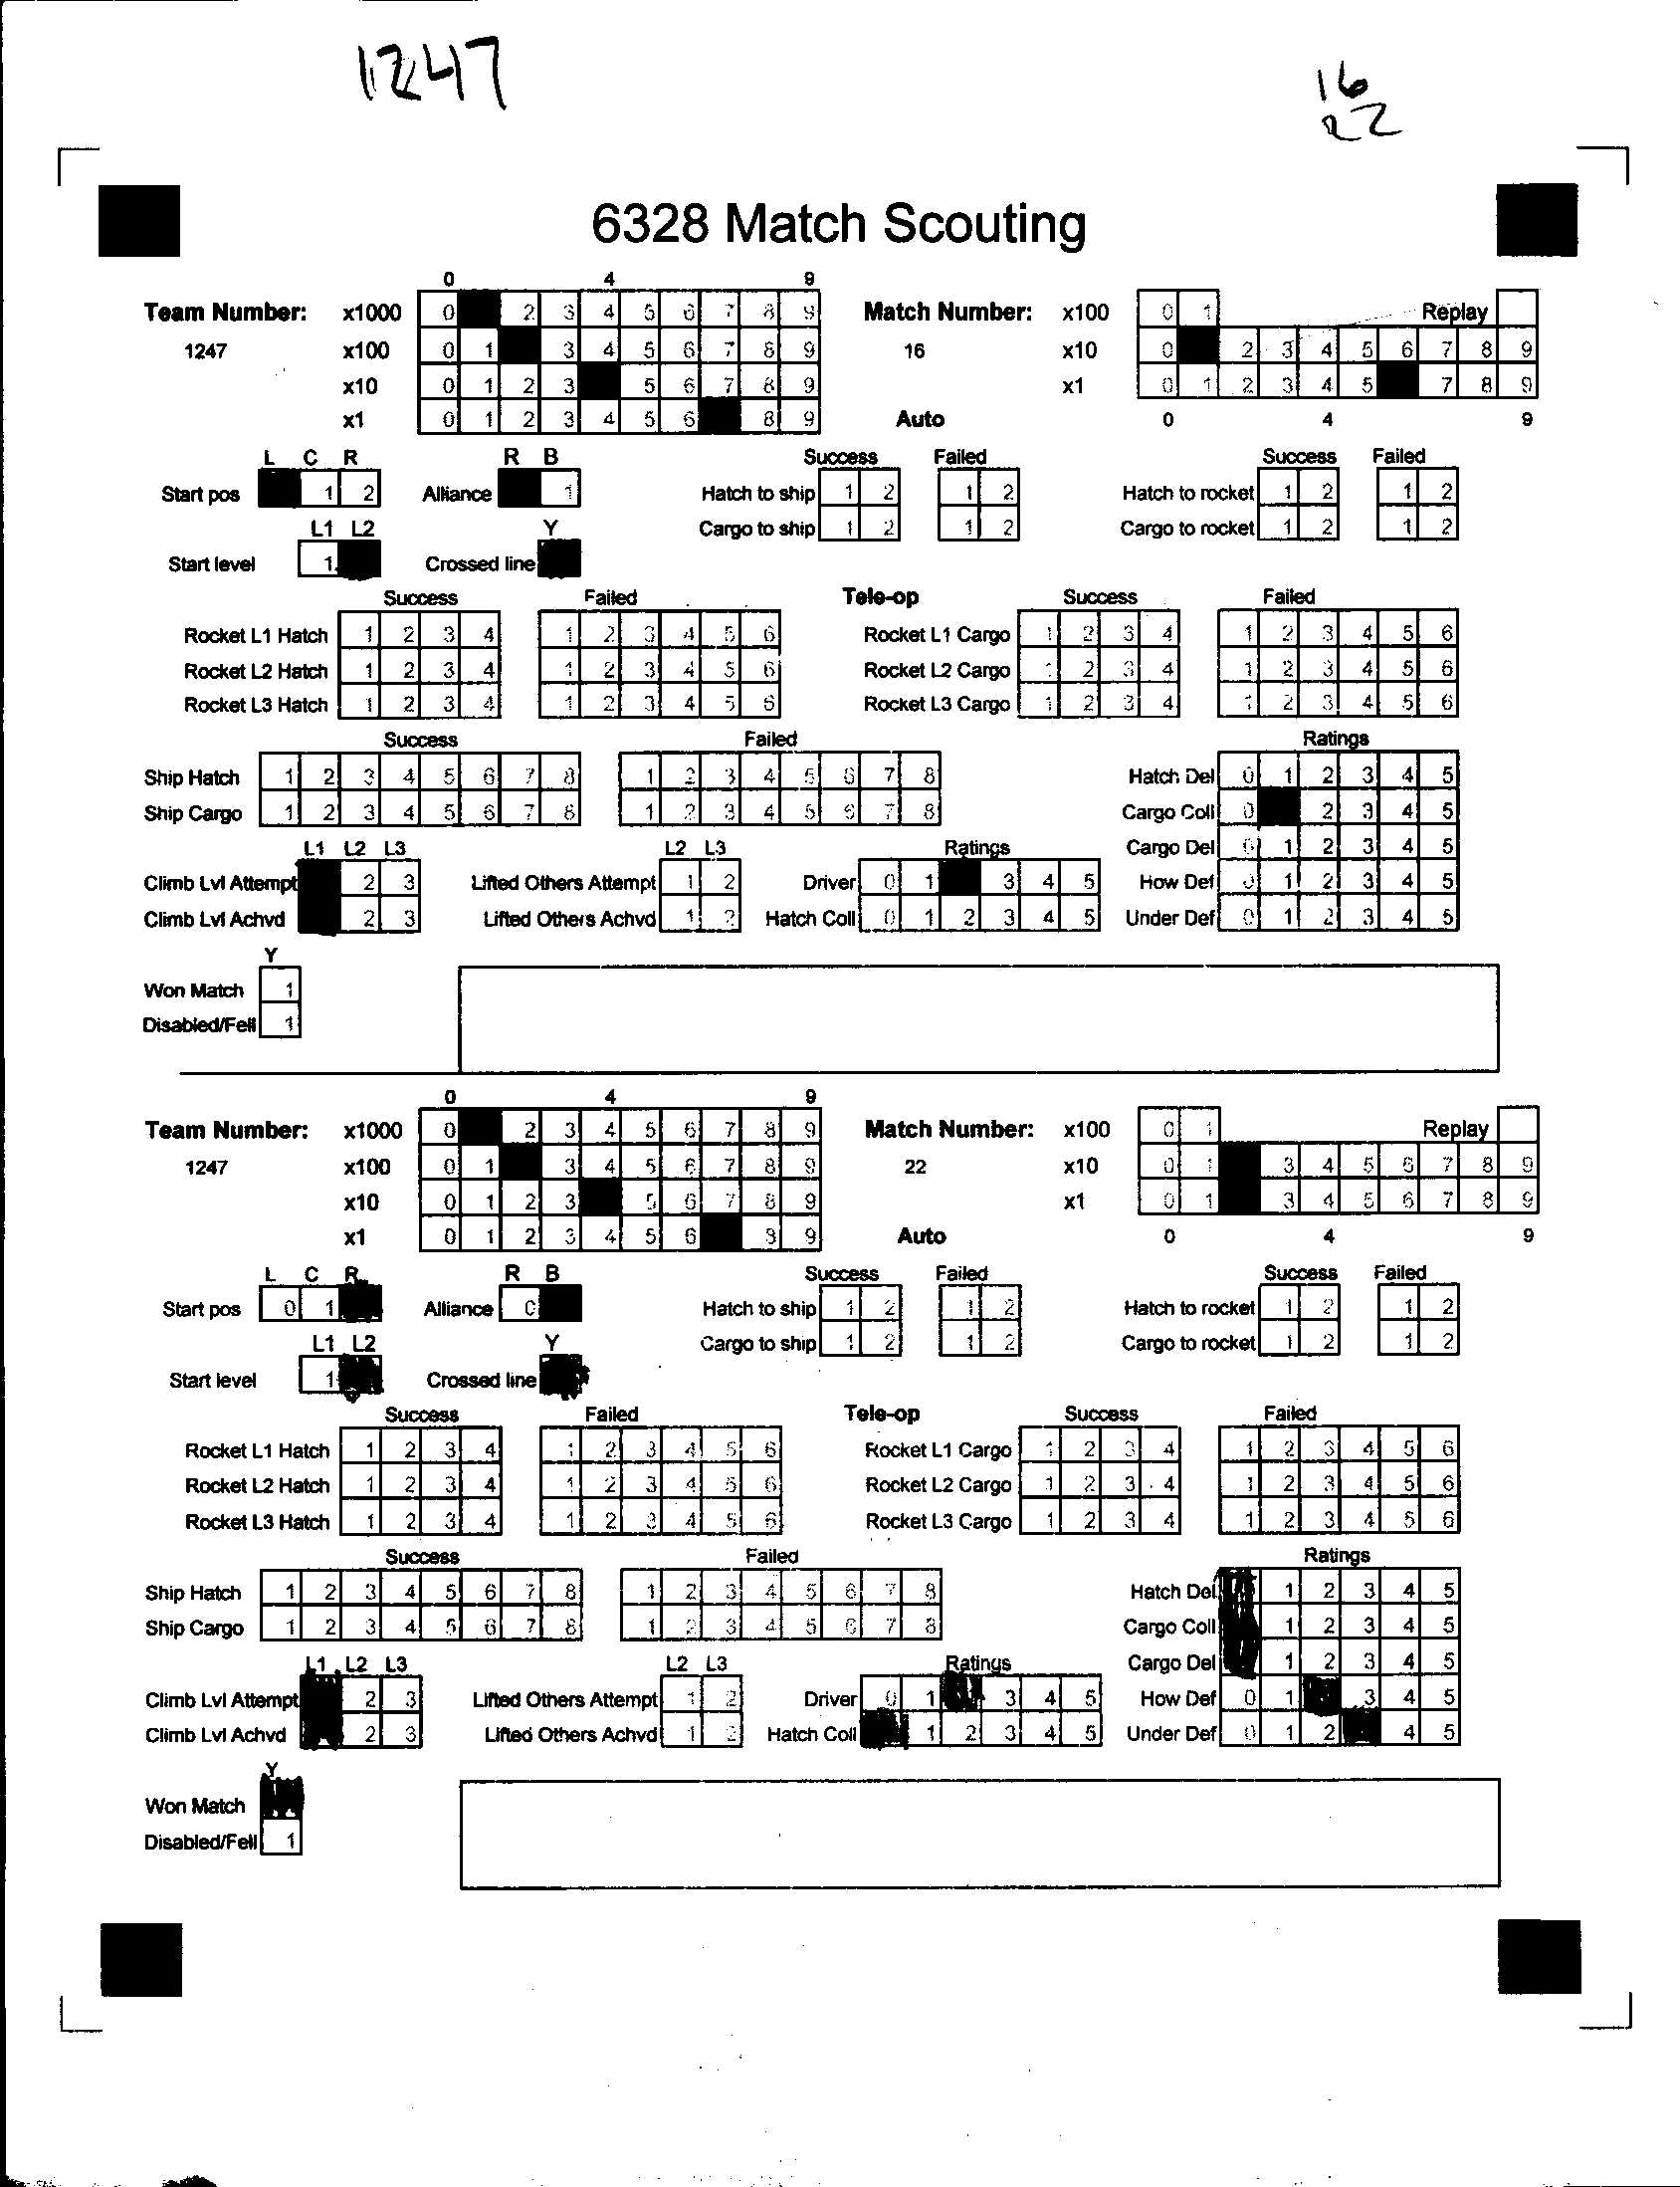 1247
16
22
6328 Match Scouting
0 4 9
Team Number: x1000 0 2 3 4 5 6 7 8 9 Match Number: x100 0 1 Replay
1247 x100 0 1 3 4 5 6 7 8 9 16 x10 0 2 3 4 5 6 7 8 9
x10 0 1 2 3 5 6 7 8 9 x1 0 1 2 3 4 5 7 8 9
x1 0 1 2 3 4 5 6 8 9 Auto 0 4 9
L C R R B Success Failed Success Failed
Start pos 1 2 Alliance 1 Hatch to ship 1 2 1 2 Hatch to rocket 1 2 1 2
L1 L2 Y Cargo to ship 1 2 1 2 Cargo to rocket 1 2 1 2
Start level 1 Crossed line
Success Failed Tele-op Success Failed
Rocket L1 Hatch 1 2 3 4 1 2 3 4 5 6 Rocket L1 Cargo 1 2 3 4 1 2 3 4 5 6
Rocket L2 Hatch 1 2 3 4 1 2 3 4 5 6 Rocket L2 Cargo 1 2 3 4 1 2 3 4 5 6
Rocket L3 Hatch 1 2 3 4 1 2 3 4 5 6 Rocket L3 Cargo 1 2 3 4 1 2 3 4 5 6
Success Failed Ratings
Ship Hatch 1 2 3 4 5 6 7 8 1 2 3 4 5 6 7 8 Hatch Del 0 1 2 3 4 5
Ship Cargo 1 2 3 4 5 6 7 8 1 2 3 4 5 6 7 8 Cargo Coll 0 2 3 4 5
L1 L2 L3 L2 L3 Ratings Cargo Del 0 1 2 3 4 5
Climb Lvl Attempt 2 3 Lifted Others Attempt 1 2 Driver 0 1 3 4 5 How Def 0 1 2 3 4 5
Climb Lvl Achvd 2 3 Lifted Others Achvd 1 2 Hatch Coll 0 1 2 3 4 5 Under Def 0 1 2 3 4 5
Y
Won Match 1
Disabled/Fell 1
0 4 9
Team Number: x1000 0 2 3 4 5 6 7 8 9 Match Number: x100 0 1 Replay
1247 x100 0 1 3 4 5 6 7 8 9 22 x10 0 1 3 4 5 6 7 8 9
x10 0 1 2 3 5 6 7 8 9 x1 0 1 3 4 5 6 7 8 9
x1 0 1 2 3 4 5 6 8 9 Auto 0 4 9
L C R R B Success Failed Success Failed
Start pos 0 1 Alliance 0 Hatch to ship 1 2 1 2 Hatch to rocket 1 2 1 2
L1 L2 Y Cargo to ship 1 2 1 2 Cargo to rocket 1 2 1 2
Start level 1 Crossed line
Success Failed Tele-op Success Failed
Rocket L1 Hatch 1 2 3 4 1 2 3 4 5 6 Rocket L1 Cargo 1 2 3 4 1 2 3 4 5 6
Rocket L2 Hatch 1 2 3 4 1 2 3 4 5 6 Rocket L2 Cargo 1 2 3 4 1 2 3 4 5 6
Rocket L3 Hatch 1 2 3 4 1 2 3 4 5 6 Rocket L3 Cargo 1 2 3 4 1 2 3 4 5 6
Success Failed Ratings
Ship Hatch 1 2 3 4 5 6 7 8 1 2 3 4 5 6 7 8 Hatch Del 1 2 3 4 5
Ship Cargo 1 2 3 4 5 6 7 8 1 2 3 4 5 6 7 8 Cargo Coll 1 2 3 4 5
L1 L2 L3 L2 L3 Ratings Cargo Del 1 2 3 4 5
Climb Lvl Attempt 2 3 Lifted Others Attempt 1 2 Driver 0 1 3 4 5 How Def 0 1 3 4 5
Climb Lvl Achvd 2 3 Lifted Others Achvd 1 2 Hatch Coll 1 2 3 4 5 Under Def 0 1 2 4 5
Y
Won Match
Disabled/Fell 1